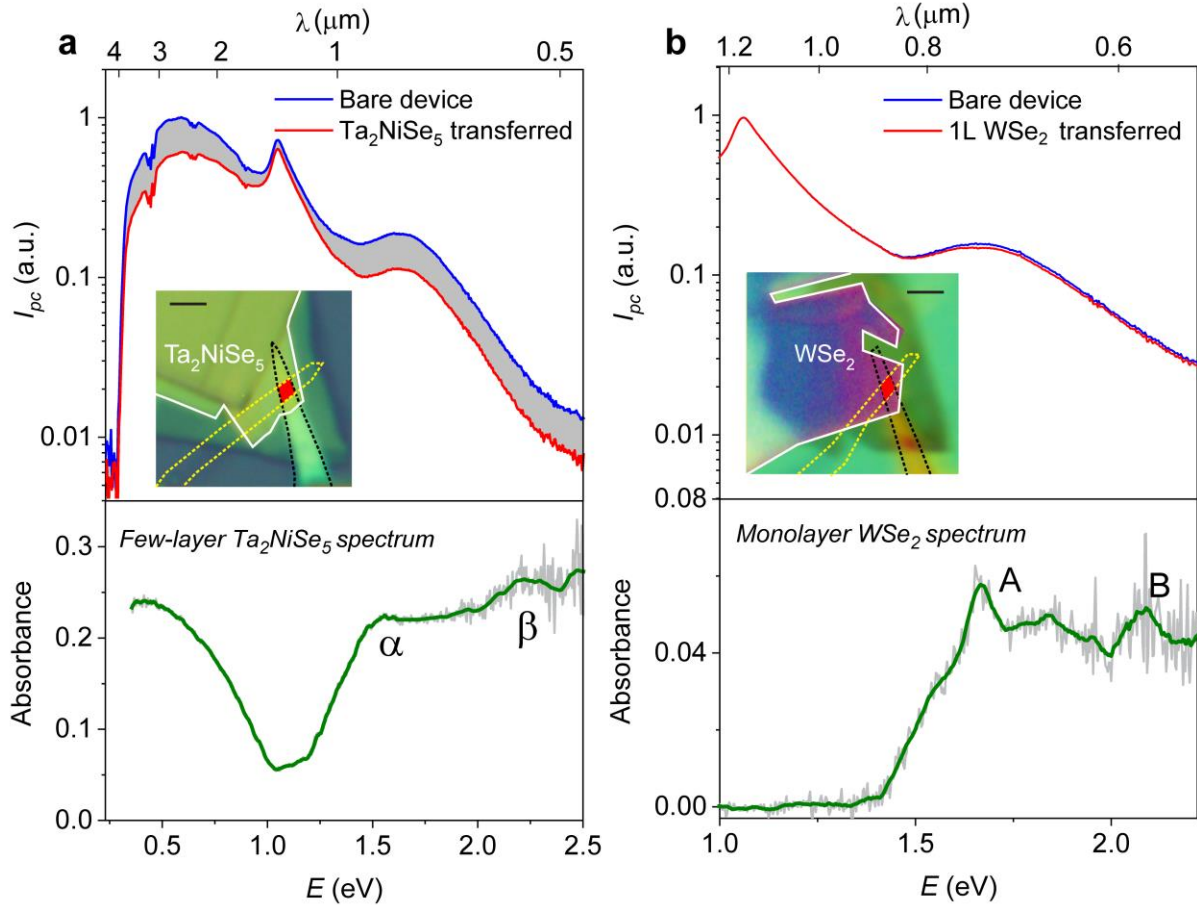 a
λ (μm)
4 3 2 1 0.5
Bare device
Ta₂NiSe₅ transferred
1
0.1
0.01
I_pc (a.u.)
Ta₂NiSe₅
Few-layer Ta₂NiSe₅ spectrum
0.3
0.2
0.1
0.0
Absorbance
α
β
0.5 1.0 1.5 2.0 2.5
E (eV)
b
λ (μm)
1.2 1.0 0.8 0.6
Bare device
1L WSe₂ transferred
1
0.1
0.01
I_pc (a.u.)
WSe₂
Monolayer WSe₂ spectrum
0.08
0.04
0.00
Absorbance
A
B
1.0 1.5 2.0
E (eV)